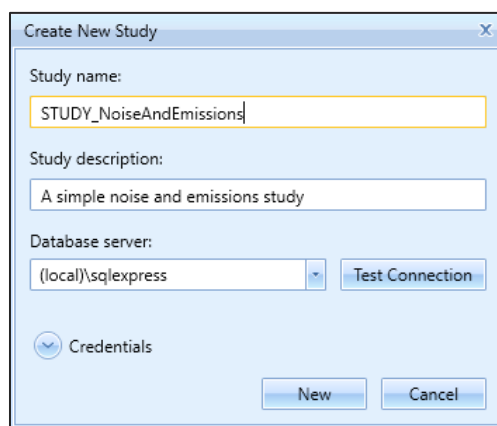 Create New Study
Study name:
STUDY_NoiseAndEmissions
Study description:
A simple noise and emissions study
Database server:
(local)\sqlexpress
Test Connection
Credentials
New
Cancel